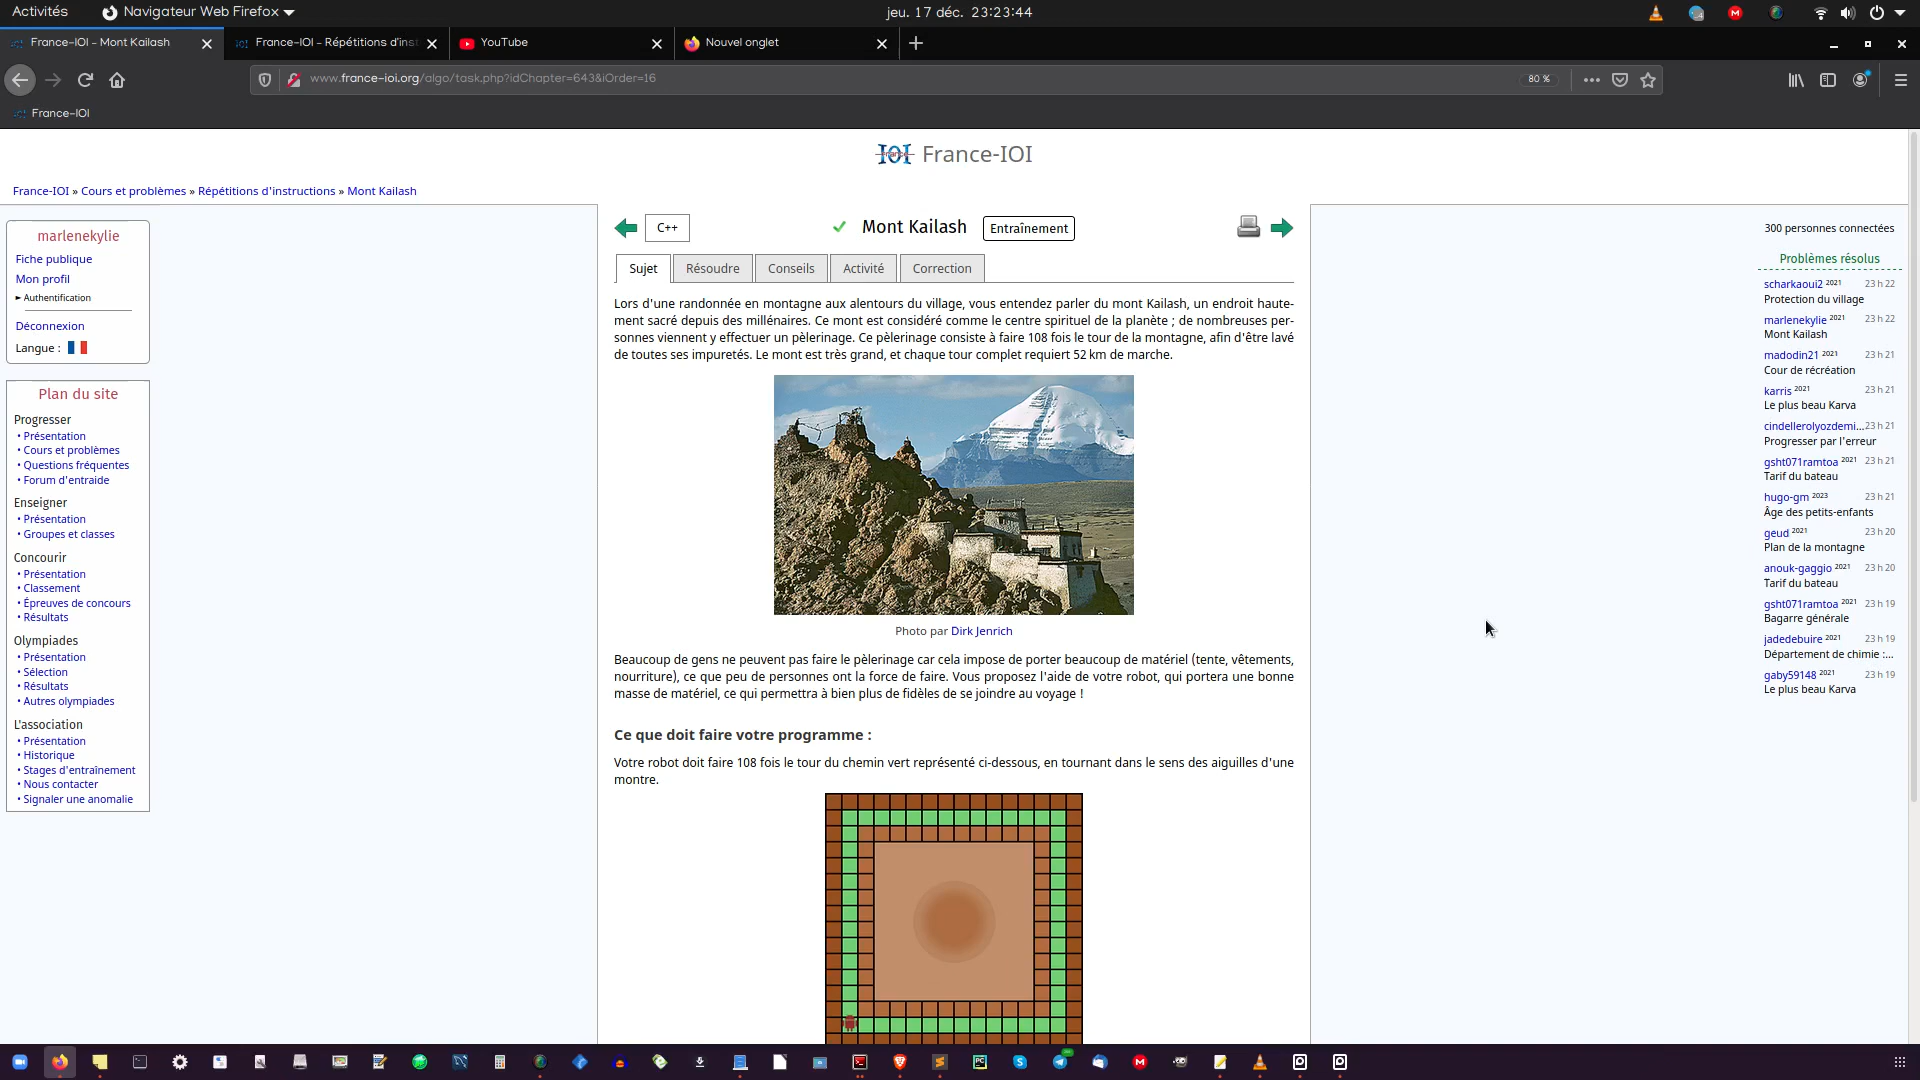 Activités
Navigateur Web Firefox
jeu. 17 déc. 23:23:44
France-IOI - Mont Kailash
France-IOI - Répétitions d'inst
YouTube
Nouvel onglet
www.france-ioi.org/algo/task.php?idChapter=643&iOrder=16
80 %
France-IOI
France-IOI
France-IOI » Cours et problèmes » Répétitions d'instructions » Mont Kailash
marlenekylie
Fiche publique
Mon profil
► Authentification
Déconnexion
Langue :
Plan du site
Progresser
• Présentation
• Cours et problèmes
• Questions fréquentes
• Forum d'entraide
Enseigner
• Présentation
• Groupes et classes
Concourir
• Présentation
• Classement
• Épreuves de concours
• Résultats
Olympiades
• Présentation
• Sélection
• Résultats
• Autres olympiades
L'association
• Présentation
• Historique
• Stages d'entraînement
• Nous contacter
• Signaler une anomalie
C++
Mont Kailash
Entraînement
Sujet
Résoudre
Conseils
Activité
Correction
Lors d'une randonnée en montagne aux alentours du village, vous entendez parler du mont Kailash, un endroit haute-
ment sacré depuis des millénaires. Ce mont est considéré comme le centre spirituel de la planète ; de nombreuses per-
sonnes viennent y effectuer un pèlerinage. Ce pèlerinage consiste à faire 108 fois le tour de la montagne, afin d'être lavé
de toutes ses impuretés. Le mont est très grand, et chaque tour complet requiert 52 km de marche.
Photo par Dirk Jenrich
Beaucoup de gens ne peuvent pas faire le pèlerinage car cela impose de porter beaucoup de matériel (tente, vêtements,
nourriture), ce que peu de personnes ont la force de faire. Vous proposez l'aide de votre robot, qui portera une bonne
masse de matériel, ce qui permettra à bien plus de fidèles de se joindre au voyage !
Ce que doit faire votre programme :
Votre robot doit faire 108 fois le tour du chemin vert représenté ci-dessous, en tournant dans le sens des aiguilles d'une
montre.
300 personnes connectées
Problèmes résolus
scharkaoui2 2021 23 h 22
Protection du village
marlenekylie 2021 23 h 22
Mont Kailash
madodin21 2021 23 h 21
Cour de récréation
karris 2021 23 h 21
Le plus beau Karva
cindellerolyozdemi... 23 h 21
Progresser par l'erreur
gsht071ramtoa 2021 23 h 21
Tarif du bateau
hugo-gm 2023 23 h 21
Âge des petits-enfants
geud 2021 23 h 20
Plan de la montagne
anouk-gaggio 2021 23 h 20
Tarif du bateau
gsht071ramtoa 2021 23 h 19
Bagarre générale
jadedebuire 2021 23 h 19
Département de chimie :...
gaby59148 2021 23 h 19
Le plus beau Karva